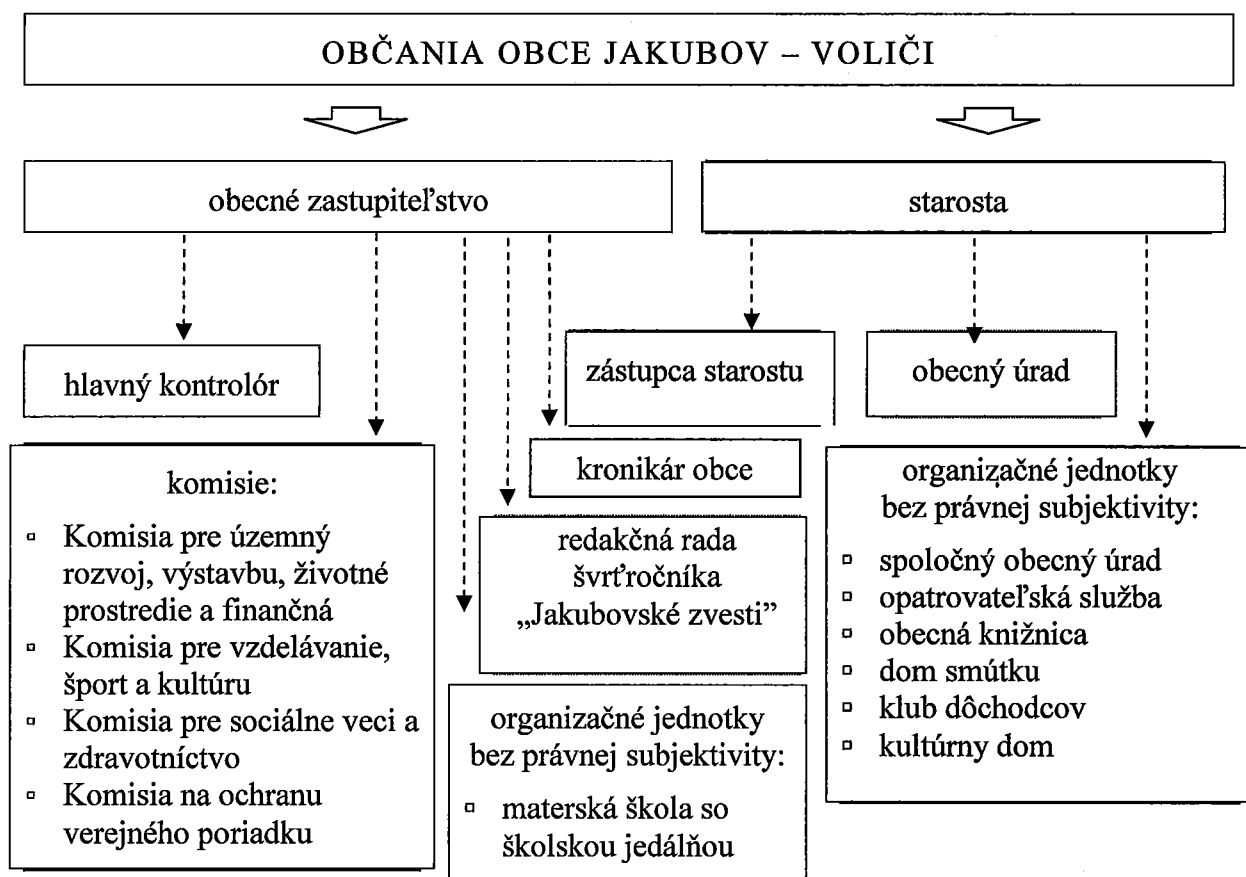 OBČANIA OBCE JAKUBOV – VOLIČI
obecné zastupiteľstvo
starosta
hlavný kontrolór
zástupca starostu
obecný úrad
kronikár obce
komisie:
▫ Komisia pre územný
rozvoj, výstavbu, životné
prostredie a finančná
▫ Komisia pre vzdelávanie,
šport a kultúru
▫ Komisia pre sociálne veci a
zdravotníctvo
▫ Komisia na ochranu
verejného poriadku
redakčná rada
švrťročníka
„Jakubovské zvesti”
organizačné jednotky
bez právnej subjektivity:
▫ materská škola so
školskou jedálňou
organizačné jednotky
bez právnej subjektivity:
▫ spoločný obecný úrad
▫ opatrovateľská služba
▫ obecná knižnica
▫ dom smútku
▫ klub dôchodcov
▫ kultúrny dom